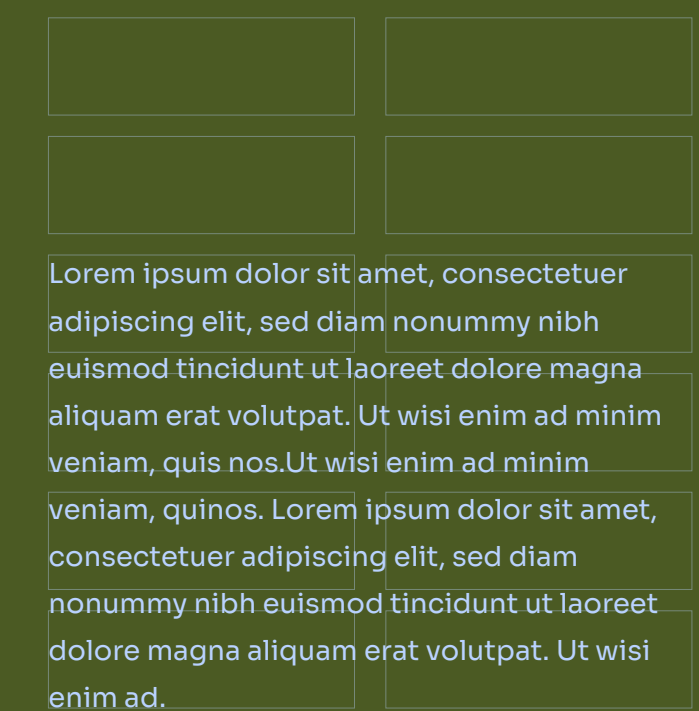 Lorem ipsum dolor sit amet, consectetuer
adipiscing elit, sed diam nonummy nibh
euismod tincidunt ut laoreet dolore magna
aliquam erat volutpat. Ut wisi enim ad minim
veniam, quis nos.Ut wisi enim ad minim
veniam, quinos. Lorem ipsum dolor sit amet,
consectetuer adipiscing elit, sed diam
nonummy nibh euismod tincidunt ut laoreet
dolore magna aliquam erat volutpat. Ut wisi
enim ad.